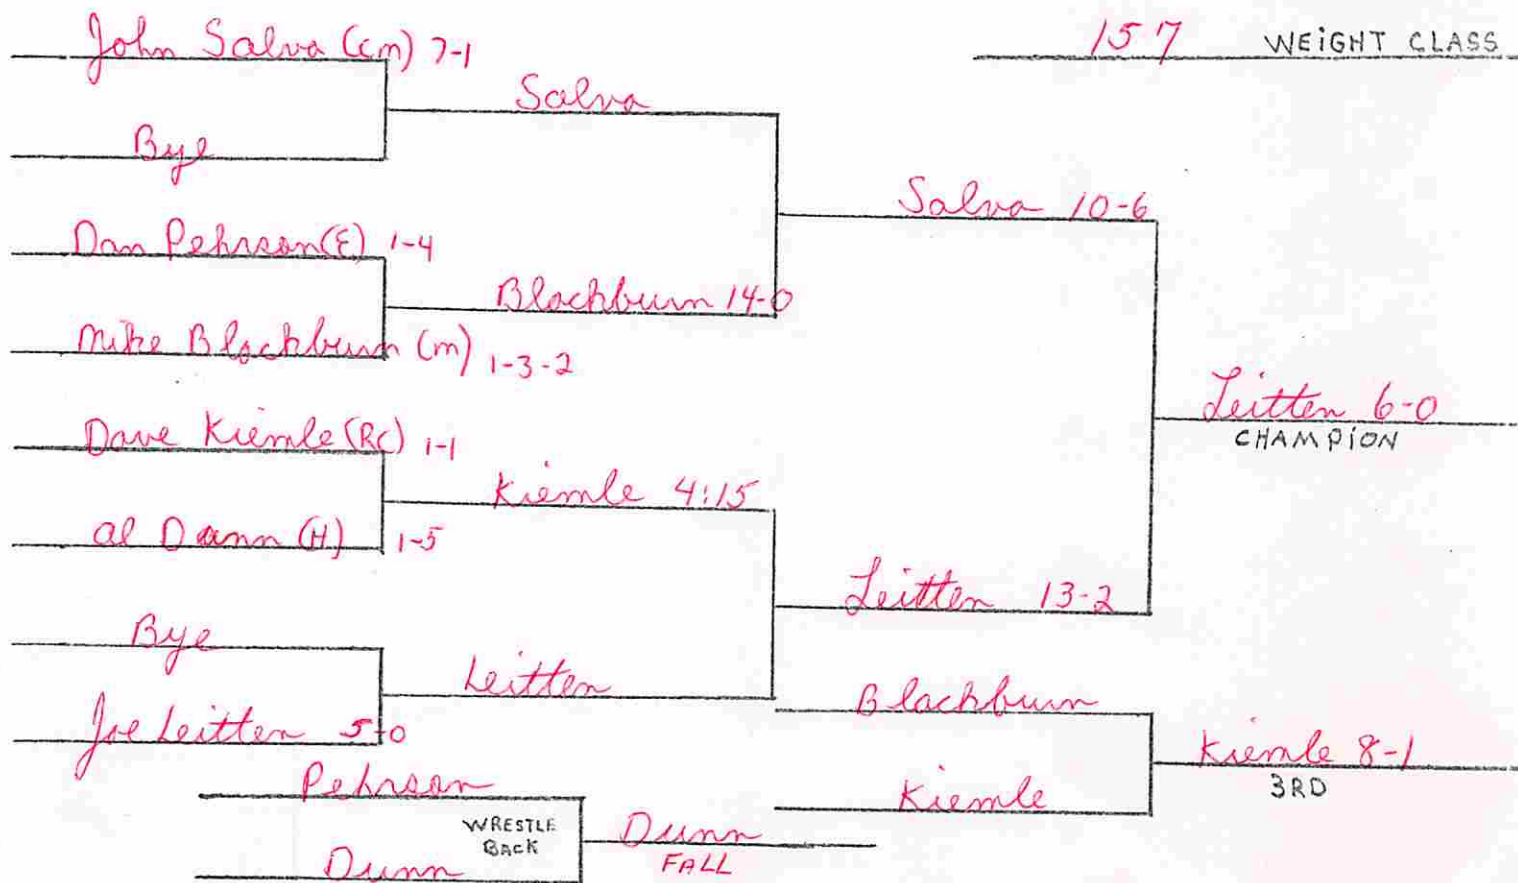 157 WEIGHT CLASS
John Salva (CM) 7-1
Salva
Bye
Salva 10-6
Dan Pehrson (E) 1-4
Blackburn 14-0
Mike Blackburn (M) 1-3-2
Leitten 6-0
CHAMPION
Dave Kiemle (RC) 1-1
Kiemle 4:15
Al Dann (H) 1-5
Leitten 13-2
Bye
Leitten
Blackburn
Joe Leitten 5-0
Kiemle 8-1
3RD
Pehrson
Kiemle
WRESTLE
BACK
Dunn
FALL
Dunn